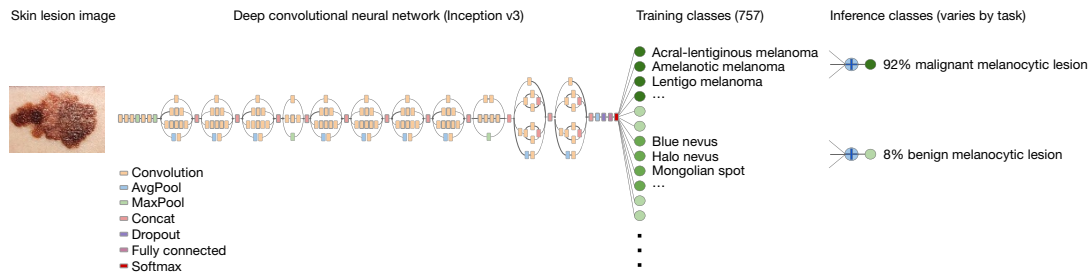 Skin lesion image
Deep convolutional neural network (Inception v3)
Training classes (757)
Inference classes (varies by task)
Acral-lentiginous melanoma
Amelanotic melanoma
Lentigo melanoma
...
Blue nevus
Halo nevus
Mongolian spot
...
92% malignant melanocytic lesion
8% benign melanocytic lesion
Convolution
AvgPool
MaxPool
Concat
Dropout
Fully connected
Softmax